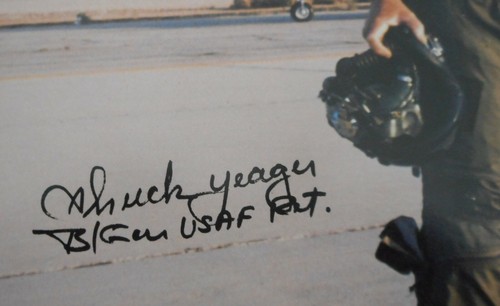 Chuck Yeager
B/Gen USAF Ret.